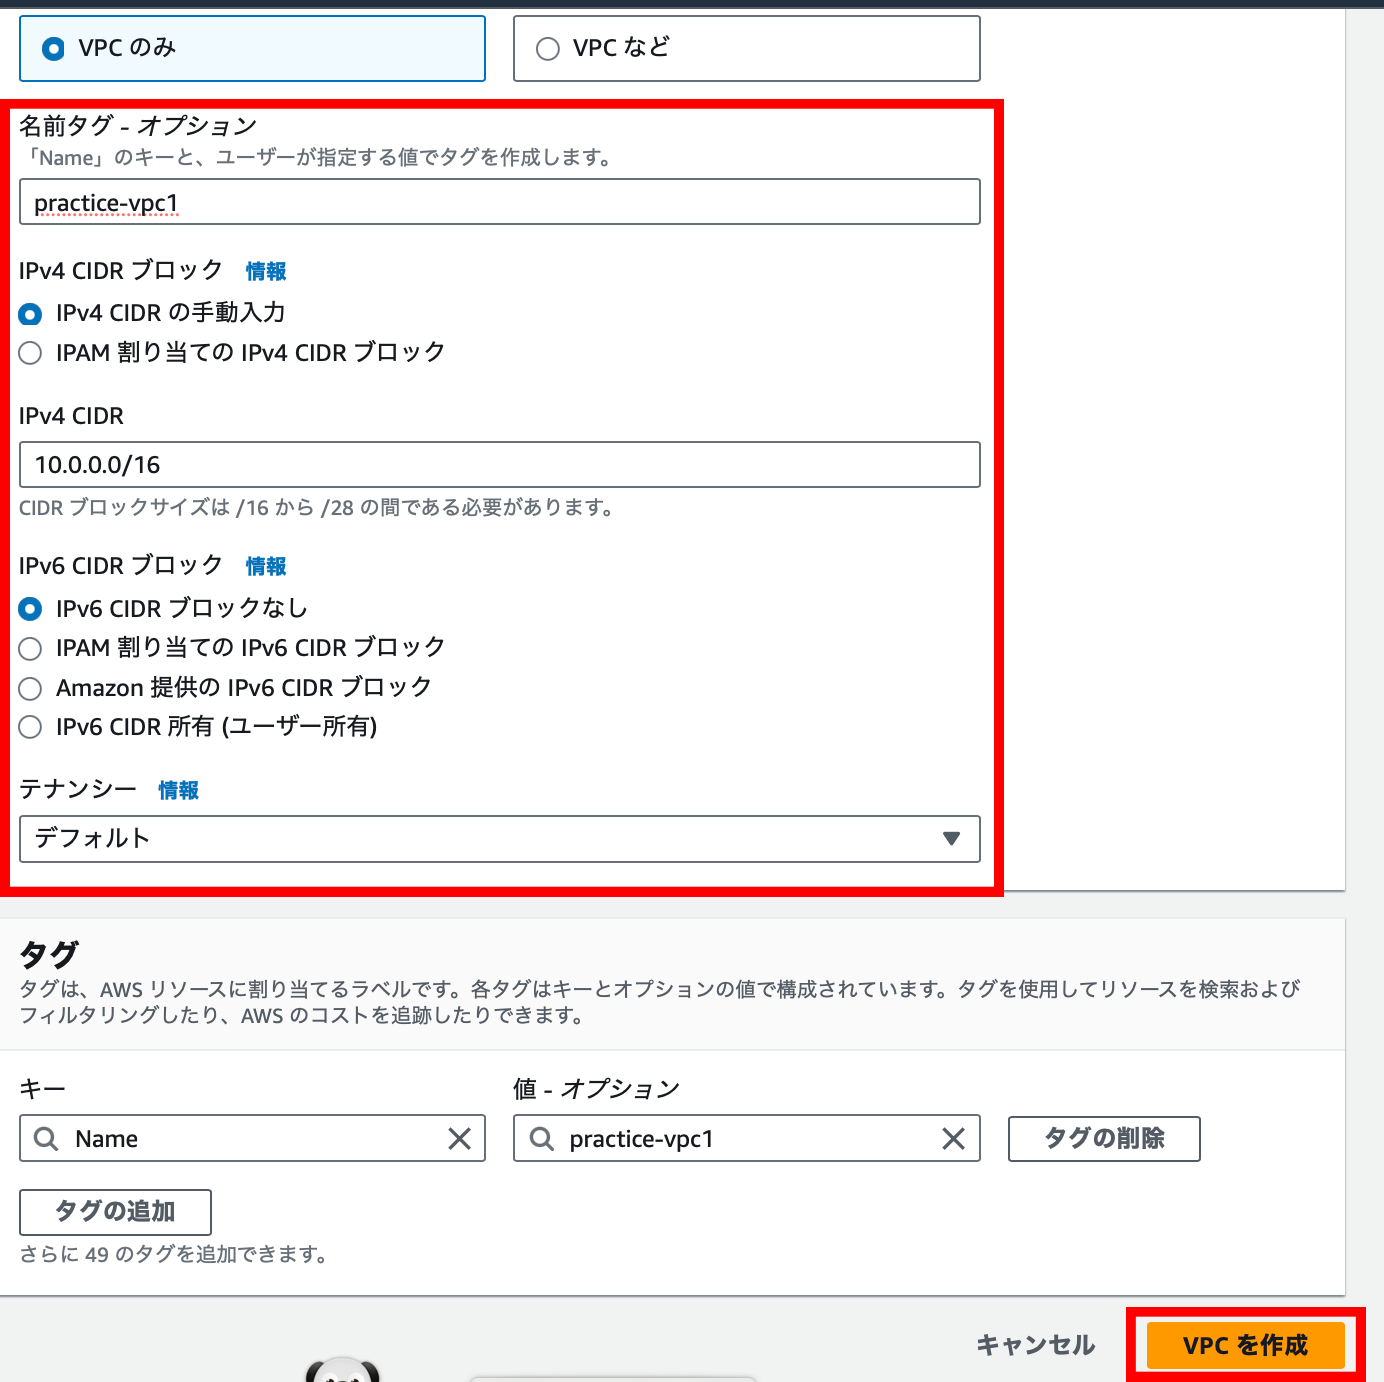 VPC のみ
VPC など
名前タグ - オプション
「Name」のキーと、ユーザーが指定する値でタグを作成します。
practice-vpc1
IPv4 CIDR ブロック 情報
IPv4 CIDR の手動入力
IPAM 割り当ての IPv4 CIDR ブロック
IPv4 CIDR
10.0.0.0/16
CIDR ブロックサイズは /16 から /28 の間である必要があります。
IPv6 CIDR ブロック 情報
IPv6 CIDR ブロックなし
IPAM 割り当ての IPv6 CIDR ブロック
Amazon 提供の IPv6 CIDR ブロック
IPv6 CIDR 所有 (ユーザー所有)
テナンシー 情報
デフォルト
タグ
タグは、AWS リソースに割り当てるラベルです。各タグはキーとオプションの値で構成されています。タグを使用してリソースを検索および
フィルタリングしたり、AWS のコストを追跡したりできます。
キー
値 - オプション
Name
practice-vpc1
タグの削除
タグの追加
さらに 49 のタグを追加できます。
キャンセル
VPC を作成